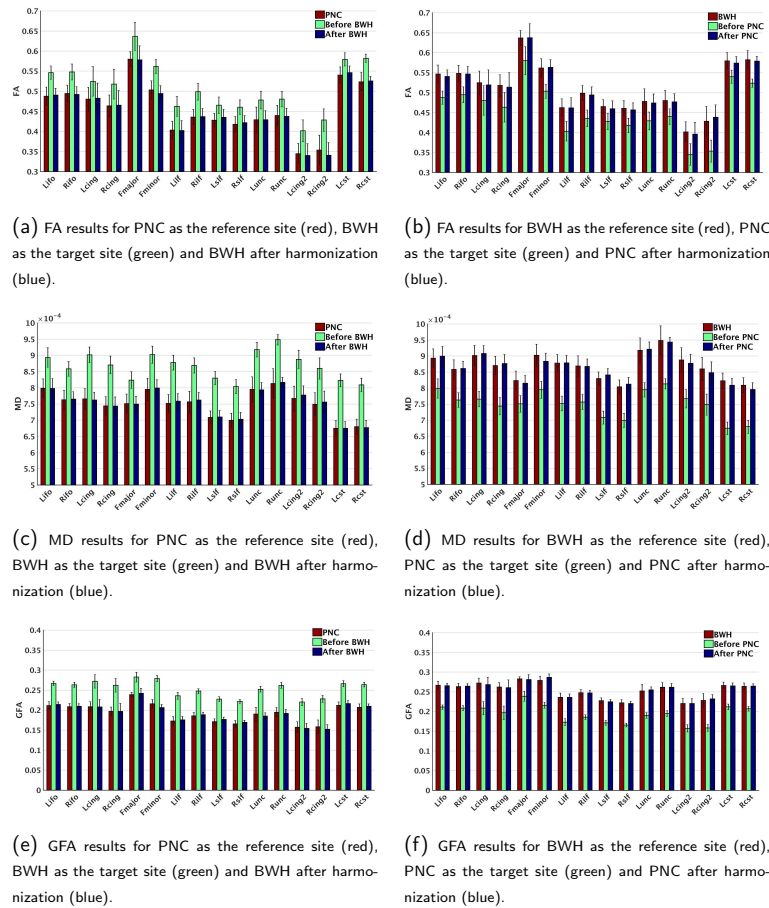 PNC
Before BWH
After BWH
0.7
0.65
0.6
0.55
0.5
0.45
0.4
0.35
0.3
FA
Lifo Rifo Lcing Rcing Fmajor Fminor Lilf Rilf Lslf Rslf Lunc Runc Lcing2 Rcing2 Lcst Rcst
(a) FA results for PNC as the reference site (red), BWH
as the target site (green) and BWH after harmonization
(blue).
BWH
Before PNC
After PNC
0.7
0.65
0.6
0.55
0.5
0.45
0.4
0.35
0.3
FA
Lifo Rifo Lcing Rcing Fmajor Fminor Lilf Rilf Lslf Rslf Lunc Runc Lcing2 Rcing2 Lcst Rcst
(b) FA results for BWH as the reference site (red), PNC
as the target site (green) and PNC after harmonization
(blue).
×10⁻⁴
PNC
Before BWH
After BWH
10
9.5
9
8.5
8
7.5
7
6.5
6
5.5
5
MD
Lifo Rifo Lcing Rcing Fmajor Fminor Lilf Rilf Lslf Rslf Lunc Runc Lcing2 Rcing2 Lcst Rcst
(c) MD results for PNC as the reference site (red),
BWH as the target site (green) and BWH after harmo-
nization (blue).
×10⁻⁴
BWH
Before PNC
After PNC
10
9.5
9
8.5
8
7.5
7
6.5
6
5.5
5
MD
Lifo Rifo Lcing Rcing Fmajor Fminor Lilf Rilf Lslf Rslf Lunc Runc Lcing2 Rcing2 Lcst Rcst
(d) MD results for BWH as the reference site (red),
PNC as the target site (green) and PNC after harmo-
nization (blue).
PNC
Before BWH
After BWH
0.4
0.35
0.3
0.25
0.2
0.15
0.1
0.05
0
GFA
Lifo Rifo Lcing Rcing Fmajor Fminor Lilf Rilf Lslf Rslf Lunc Runc Lcing2 Rcing2 Lcst Rcst
(e) GFA results for PNC as the reference site (red),
BWH as the target site (green) and BWH after harmo-
nization (blue).
BWH
Before PNC
After PNC
0.4
0.35
0.3
0.25
0.2
0.15
0.1
0.05
0
GFA
Lifo Rifo Lcing Rcing Fmajor Fminor Lilf Rilf Lslf Rslf Lunc Runc Lcing2 Rcing2 Lcst Rcst
(f) GFA results for BWH as the reference site (red),
PNC as the target site (green) and PNC after harmo-
nization (blue).